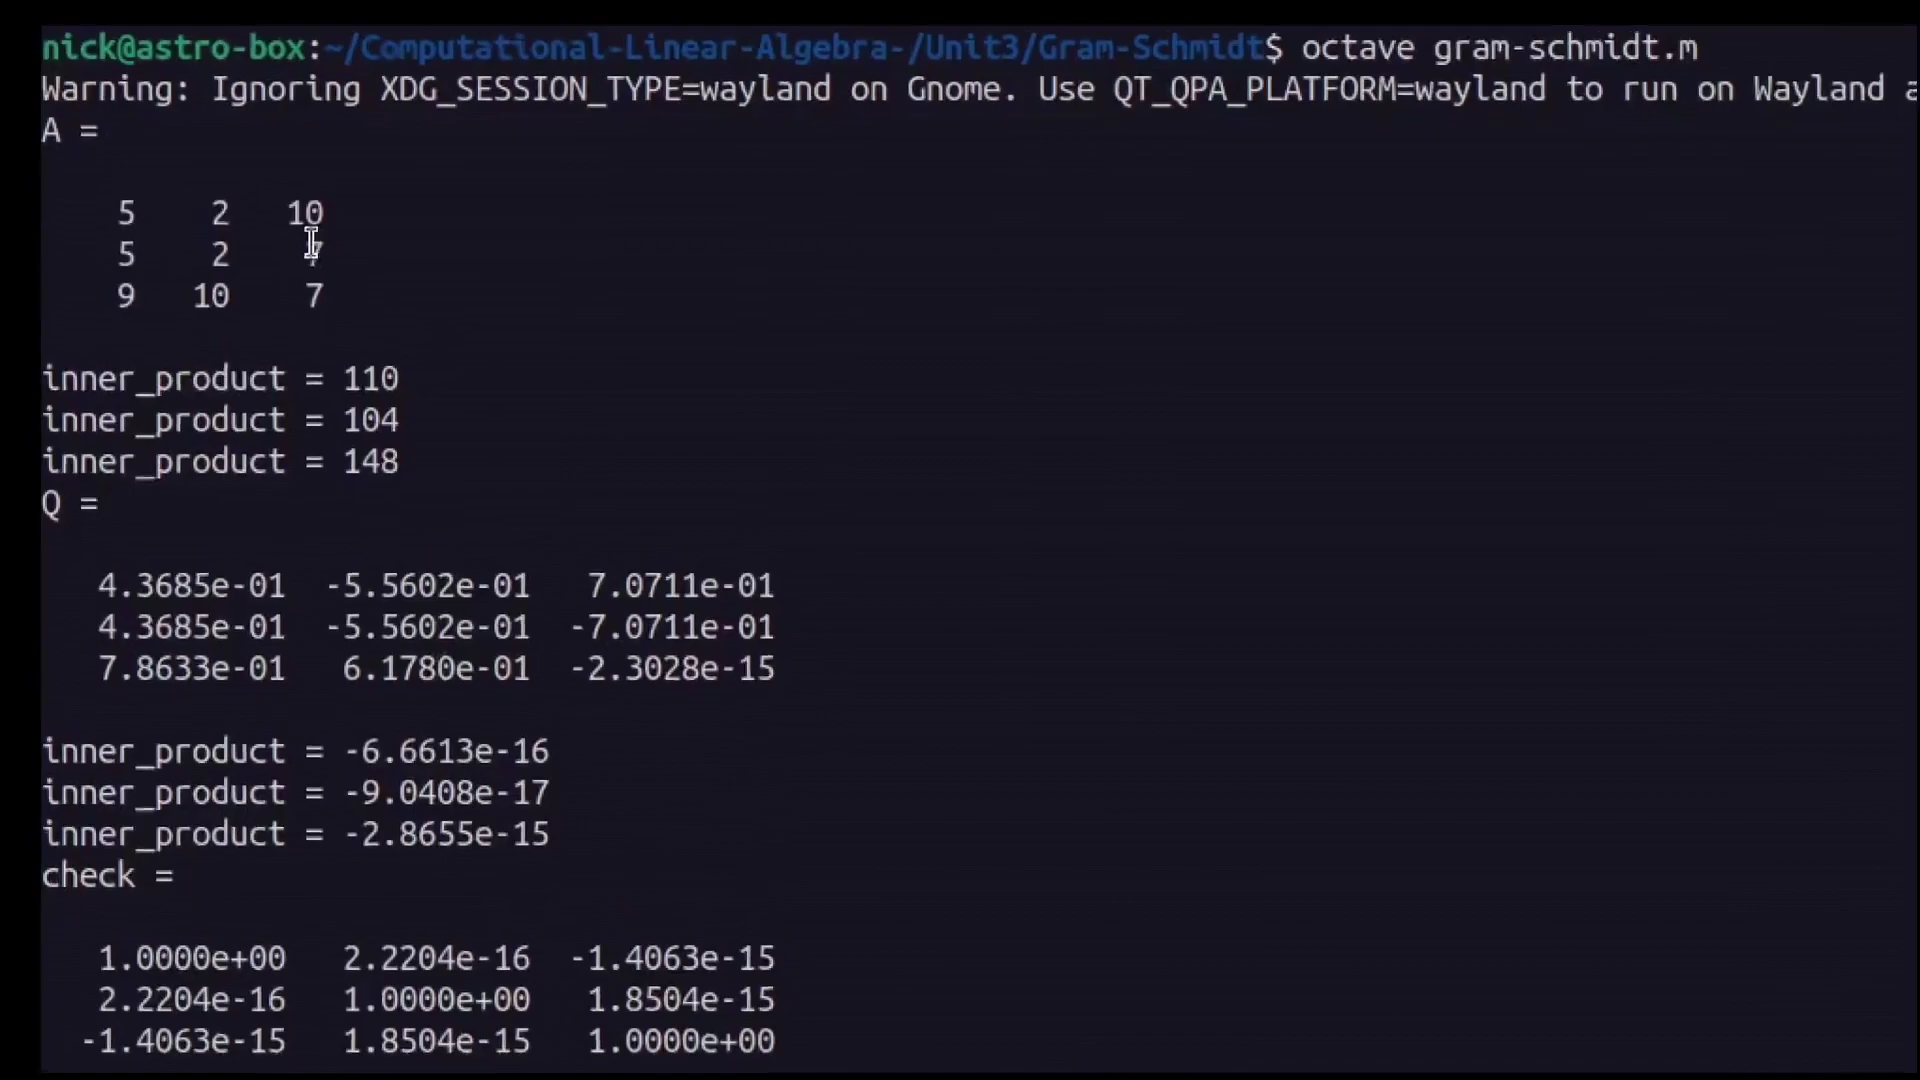 nick@astro-box:~/Computational-Linear-Algebra-/Unit3/Gram-Schmidt$ octave gram-schmidt.m
Warning: Ignoring XDG_SESSION_TYPE=wayland on Gnome. Use QT_QPA_PLATFORM=wayland to run on Wayland a
A =
5 2 10
5 2 7
9 10 7
inner_product = 110
inner_product = 104
inner_product = 148
Q =
4.3685e-01 -5.5602e-01 7.0711e-01
4.3685e-01 -5.5602e-01 -7.0711e-01
7.8633e-01 6.1780e-01 -2.3028e-15
inner_product = -6.6613e-16
inner_product = -9.0408e-17
inner_product = -2.8655e-15
check =
1.0000e+00 2.2204e-16 -1.4063e-15
2.2204e-16 1.0000e+00 1.8504e-15
-1.4063e-15 1.8504e-15 1.0000e+00